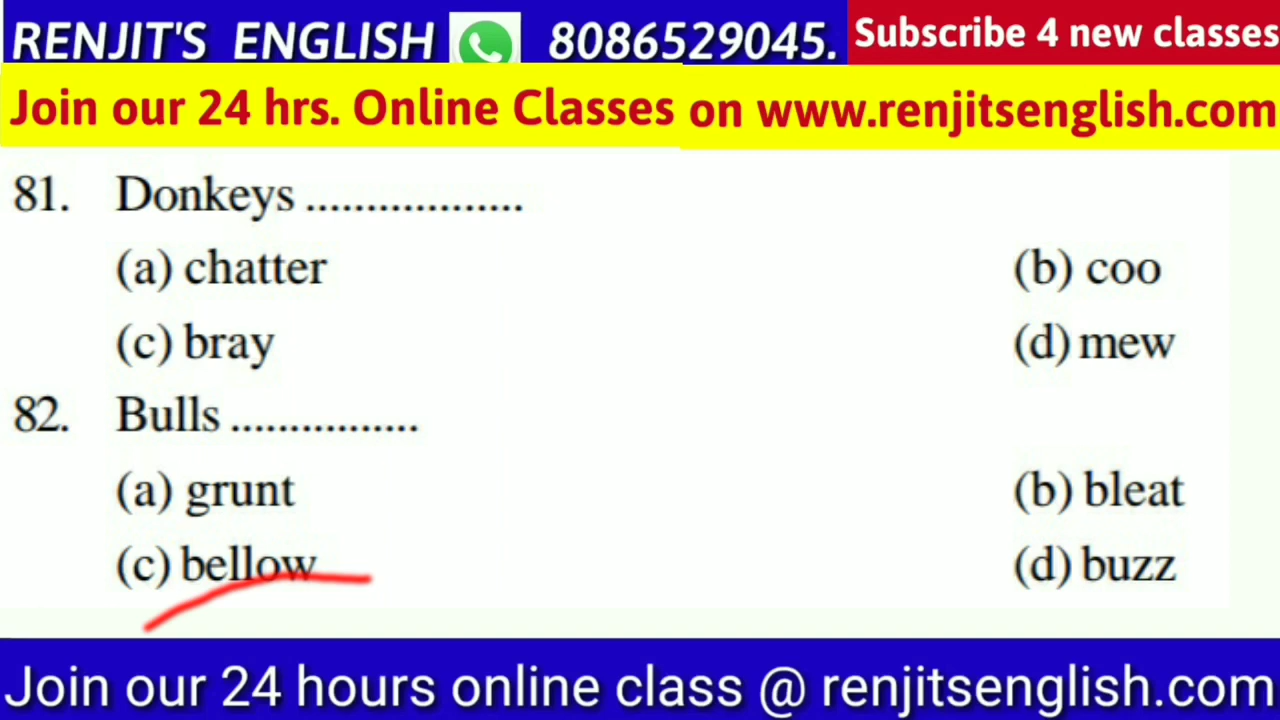 RENJIT'S ENGLISH 8086529045. Subscribe 4 new classes
Join our 24 hrs. Online Classes on www.renjitsenglish.com
81. Donkeys ..................
(a) chatter (b) coo
(c) bray (d) mew
82. Bulls ................
(a) grunt (b) bleat
(c) bellow (d) buzz
Join our 24 hours online class @ renjitsenglish.com